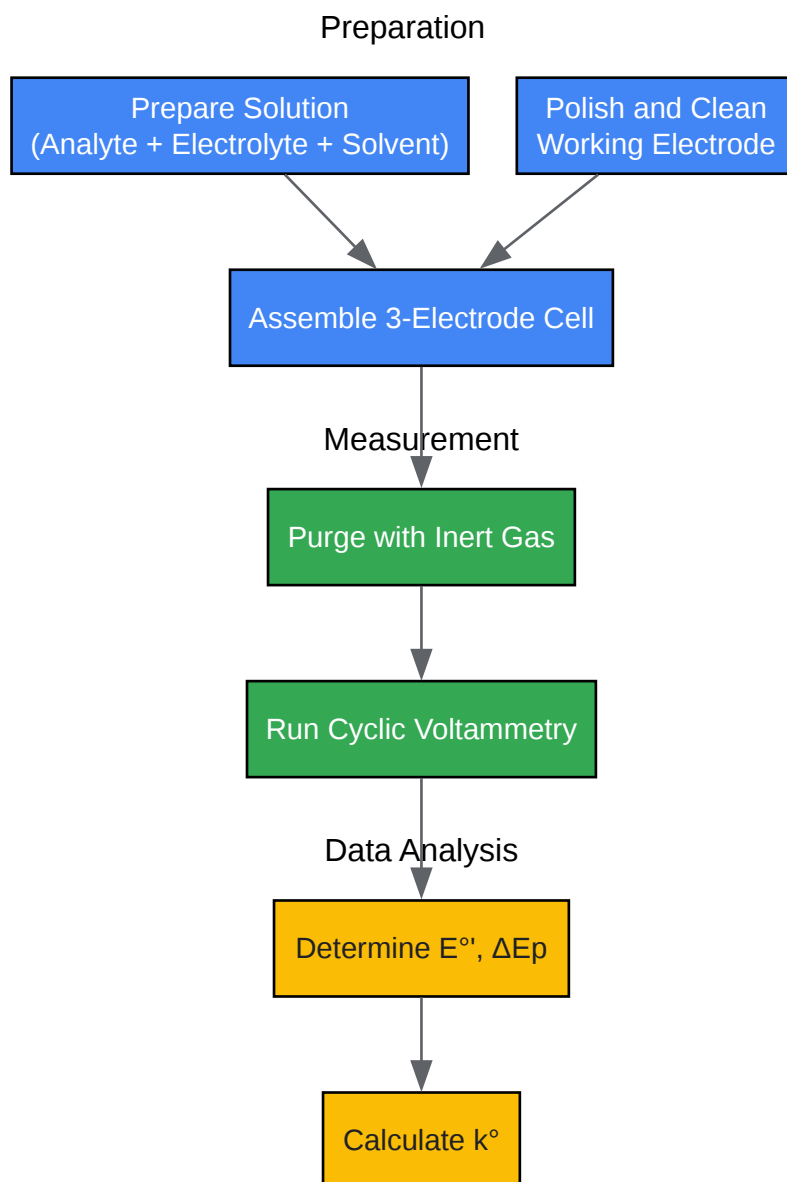 Preparation
Prepare Solution
(Analyte + Electrolyte + Solvent)
Polish and Clean
Working Electrode
Assemble 3-Electrode Cell
Measurement
Purge with Inert Gas
Run Cyclic Voltammetry
Data Analysis
Determine E°', ΔEp
Calculate k°